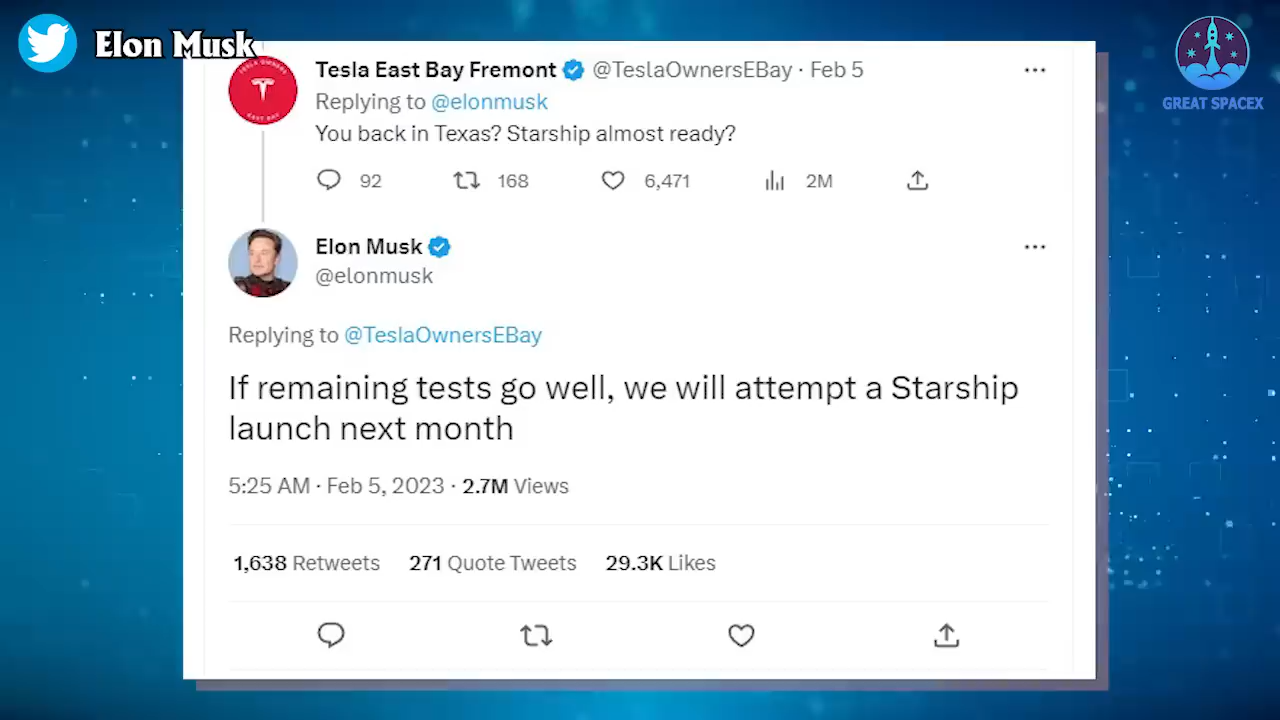 Elon Musk
GREAT SPACEX
Tesla East Bay Fremont @TeslaOwnersEBay · Feb 5
Replying to @elonmusk
You back in Texas? Starship almost ready?
92 168 6,471 2M
Elon Musk
@elonmusk
Replying to @TeslaOwnersEBay
If remaining tests go well, we will attempt a Starship
launch next month
5:25 AM · Feb 5, 2023 · 2.7M Views
1,638 Retweets 271 Quote Tweets 29.3K Likes